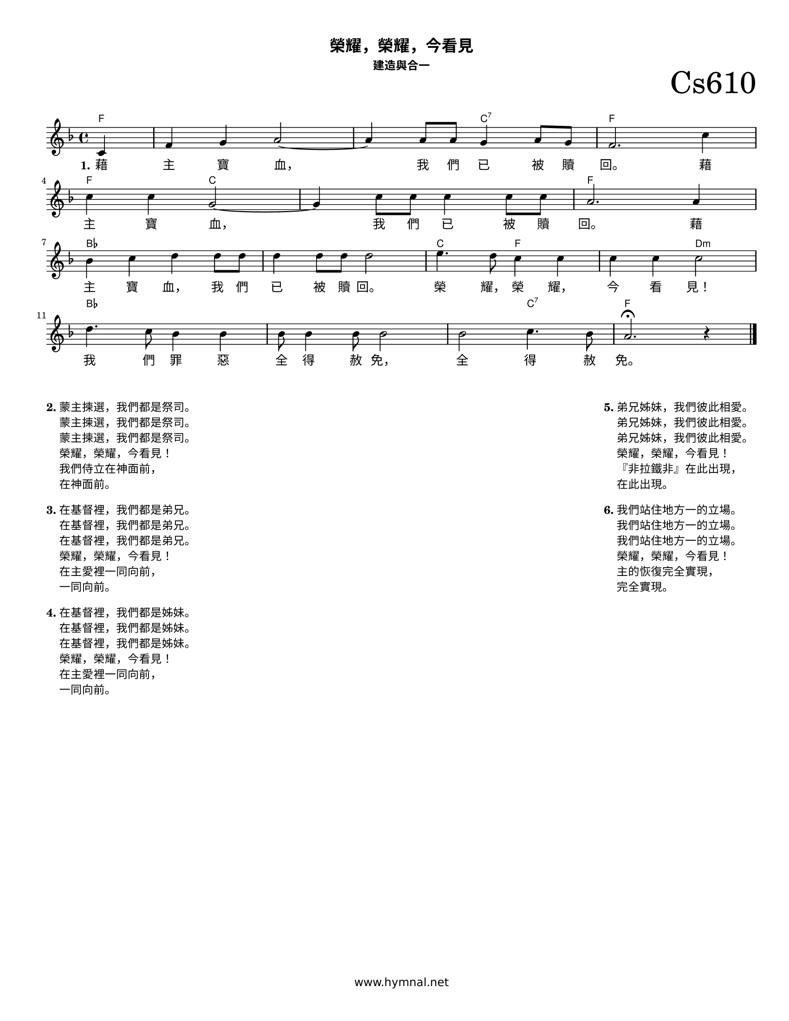 榮耀，榮耀，今看見
建造與合一
Cs610
F C7 F
1. 藉 主 寶 血， 我 們 已 被 贖 回。 藉
4 F C F
主 寶 血， 我 們 已 被 贖 回。 藉
7 B♭ C F Dm
主 寶 血， 我 們 已 被 贖 回。 榮 耀， 榮 耀， 今 看 見！
11 B♭ C7 F
我 們 罪 惡 全 得 赦 免， 全 得 赦 免。
2. 蒙主揀選，我們都是祭司。
蒙主揀選，我們都是祭司。
蒙主揀選，我們都是祭司。
榮耀，榮耀，今看見！
我們侍立在神面前，
在神面前。
3. 在基督裡，我們都是弟兄。
在基督裡，我們都是弟兄。
在基督裡，我們都是弟兄。
榮耀，榮耀，今看見！
在主愛裡一同向前，
一同向前。
4. 在基督裡，我們都是姊妹。
在基督裡，我們都是姊妹。
在基督裡，我們都是姊妹。
榮耀，榮耀，今看見！
在主愛裡一同向前，
一同向前。
5. 弟兄姊妹，我們彼此相愛。
弟兄姊妹，我們彼此相愛。
弟兄姊妹，我們彼此相愛。
榮耀，榮耀，今看見！
『非拉鐵非』在此出現，
在此出現。
6. 我們站住地方一的立場。
我們站住地方一的立場。
我們站住地方一的立場。
榮耀，榮耀，今看見！
主的恢復完全實現，
完全實現。
www.hymnal.net